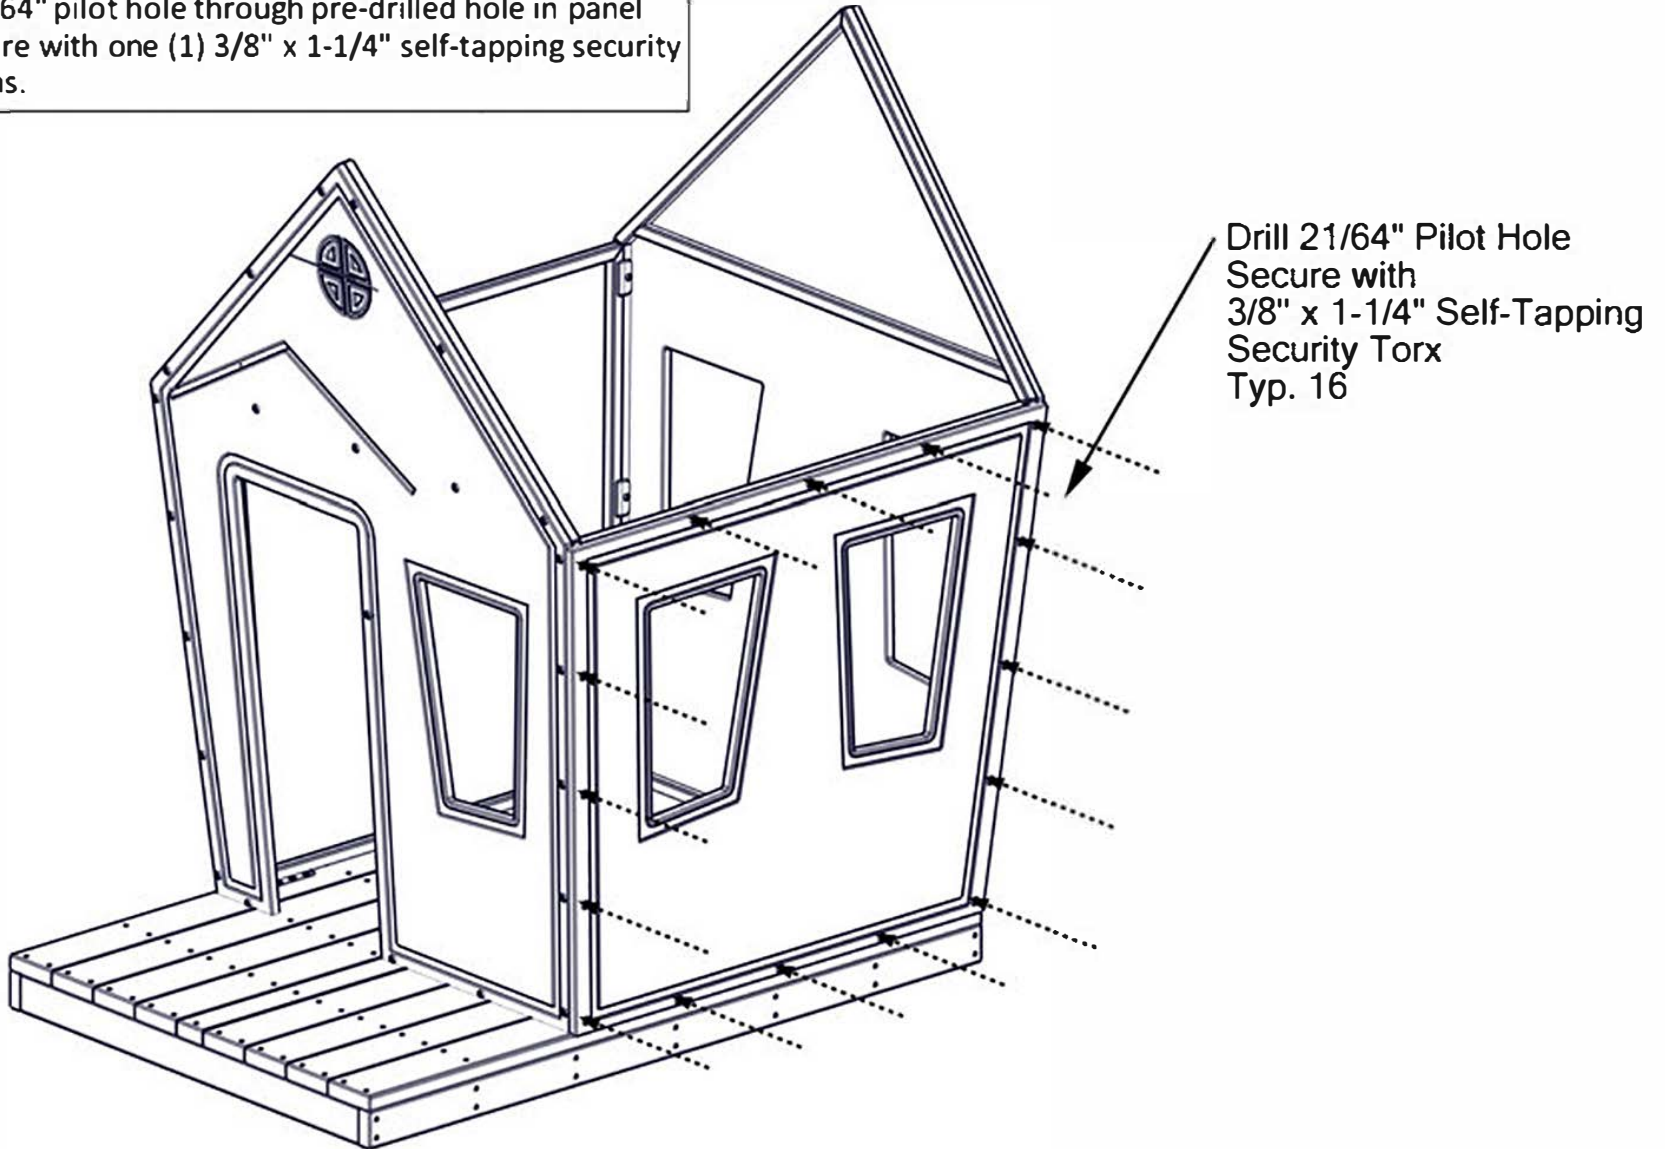 64" pilot hole through pre-drilled hole in panel
re with one (1) 3/8" x 1-1/4" self-tapping security
s.
Drill 21/64" Pilot Hole
Secure with
3/8" x 1-1/4" Self-Tapping
Security Torx
Typ. 16